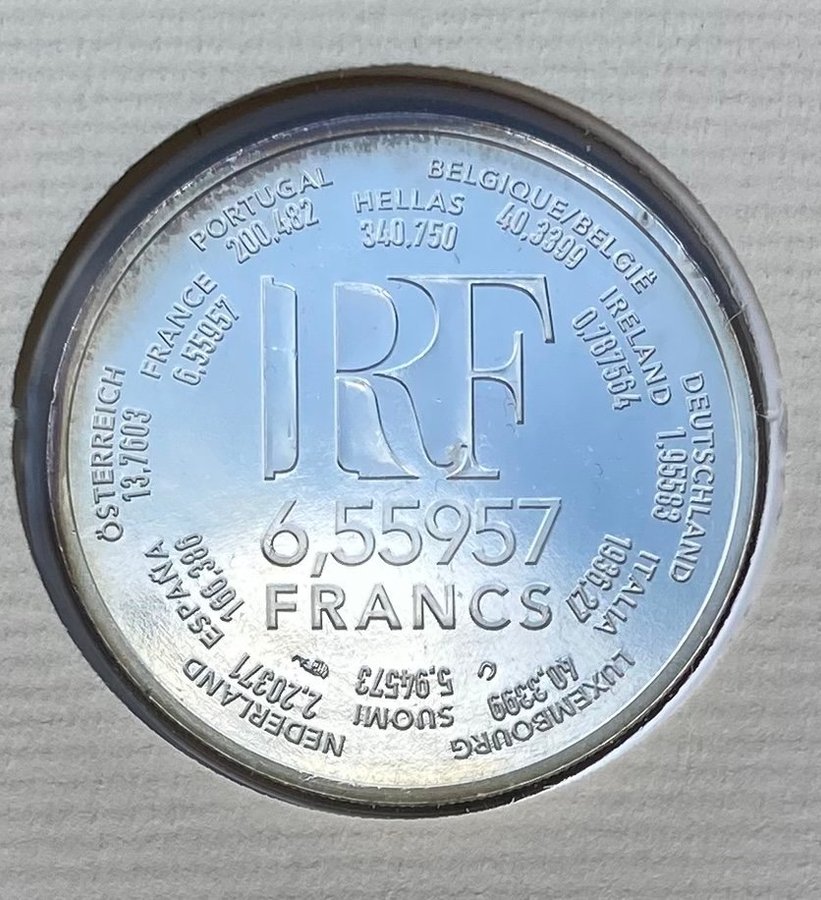 PORTUGAL
200,482
HELLAS
340,750
BELGIQUE/BELGIË
40,3399
IRELAND
0,787564
DEUTSCHLAND
1,95583
ITALIA
1936,27
LUXEMBOURG
40,3399
SUOMI
5,94573
NEDERLAND
2,20371
ESPAÑA
166,386
ÖSTERREICH
13,7603
FRANCE
6,55957
RF
6,55957
FRANCS